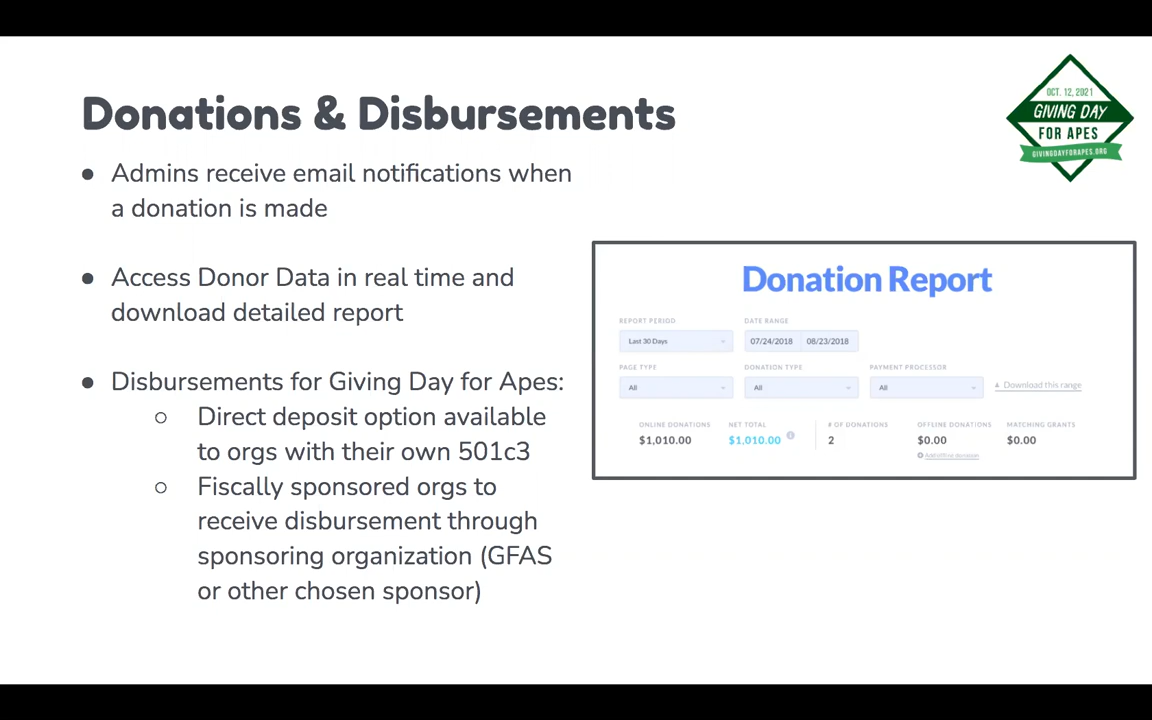 Donations & Disbursements
OCT. 12, 2021
GIVING DAY
FOR APES
GIVINGDAYFORAPES.ORG
● Admins receive email notifications when
a donation is made
● Access Donor Data in real time and
download detailed report
● Disbursements for Giving Day for Apes:
○ Direct deposit option available
to orgs with their own 501c3
○ Fiscally sponsored orgs to
receive disbursement through
sponsoring organization (GFAS
or other chosen sponsor)
Donation Report
REPORT PERIOD DATE RANGE
Last 30 Days 07/24/2018 08/23/2018
PAGE TYPE DONATION TYPE PAYMENT PROCESSOR
All All All Download this range
ONLINE DONATIONS NET TOTAL # OF DONATIONS OFFLINE DONATIONS MATCHING GRANTS
$1,010.00 $1,010.00 2 $0.00 $0.00
Add offline donation